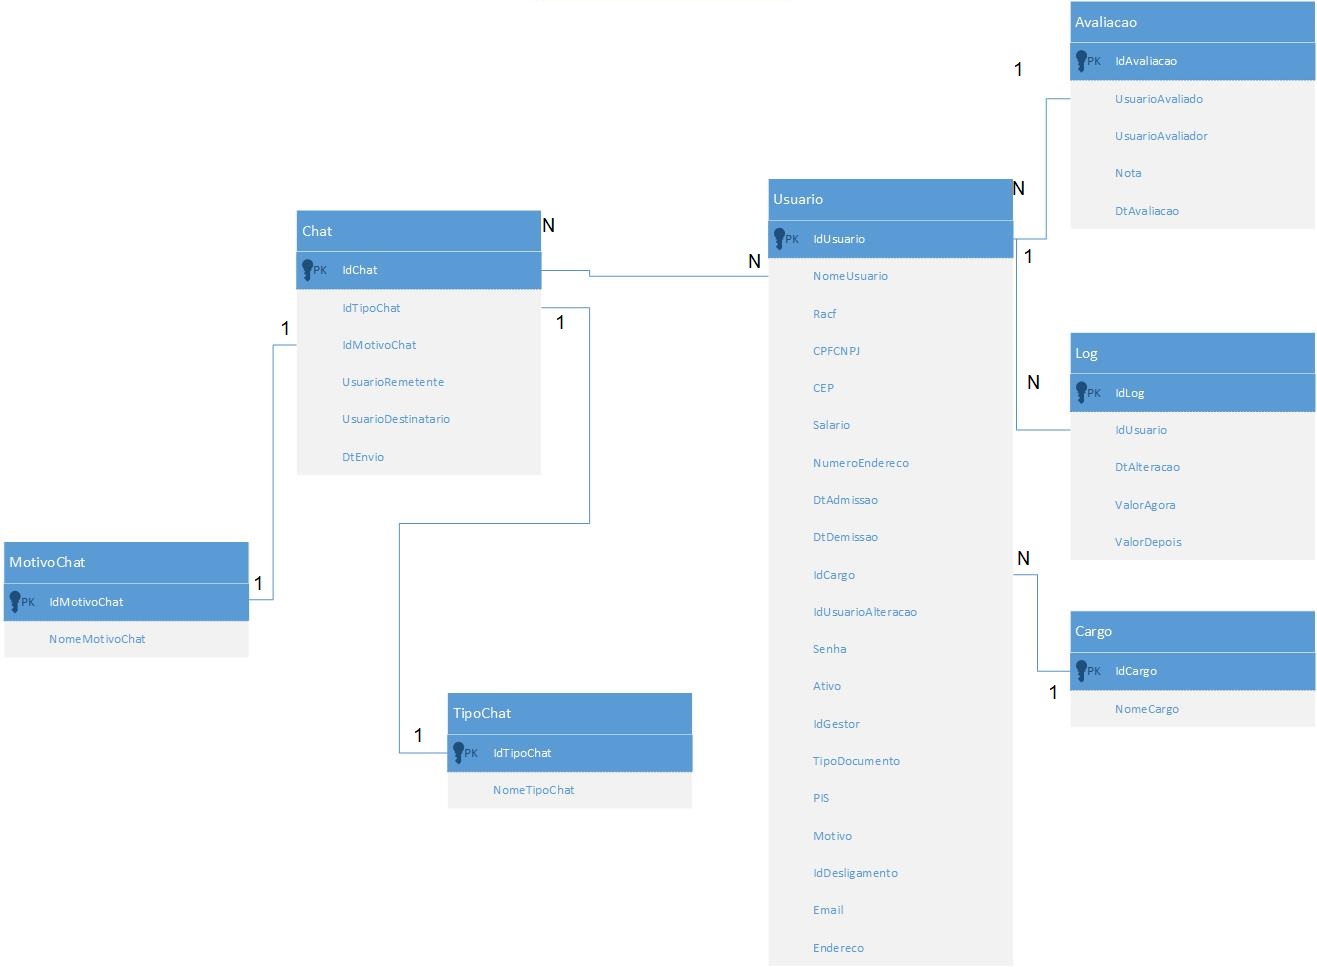 Avaliacao
PK IdAvaliacao
UsuarioAvaliado
UsuarioAvaliador
Nota
DtAvaliacao
1
N
Usuario
PK IdUsuario
NomeUsuario
Racf
CPFCNPJ
CEP
Salario
NumeroEndereco
DtAdmissao
DtDemissao
IdCargo
IdUsuarioAlteracao
Senha
Ativo
IdGestor
TipoDocumento
PIS
Motivo
IdDesligamento
Email
Endereco
1
N
Log
PK IdLog
IdUsuario
DtAlteracao
ValorAgora
ValorDepois
N
1
Cargo
PK IdCargo
NomeCargo
N
N
Chat
PK IdChat
IdTipoChat
IdMotivoChat
UsuarioRemetente
UsuarioDestinatario
DtEnvio
1
1
MotivoChat
PK IdMotivoChat
NomeMotivoChat
1
1
TipoChat
PK IdTipoChat
NomeTipoChat